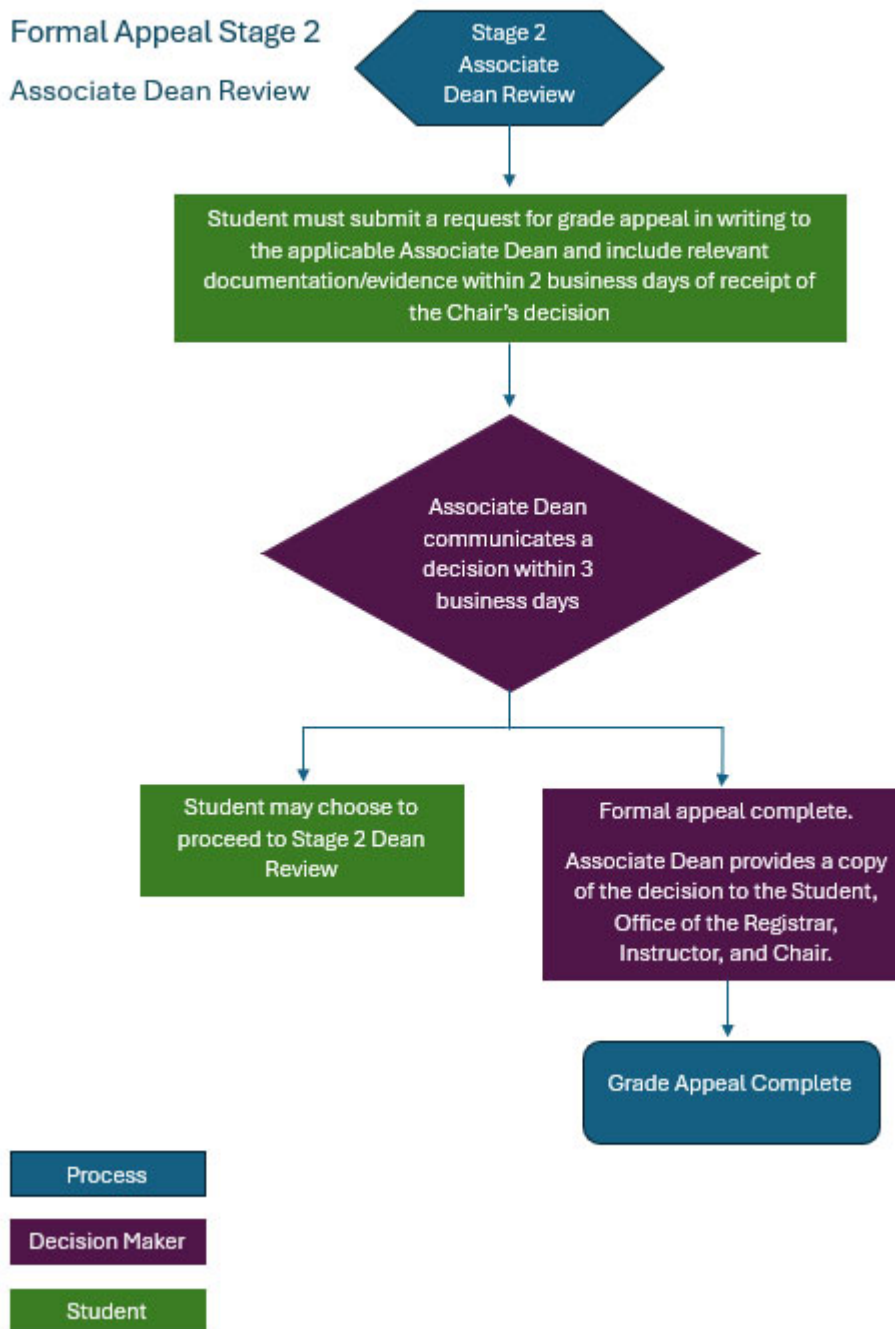 Formal Appeal Stage 2
Associate Dean Review
Stage 2
Associate
Dean Review
Student must submit a request for grade appeal in writing to
the applicable Associate Dean and include relevant
documentation/evidence within 2 business days of receipt of
the Chair's decision
Associate Dean
communicates a
decision within 3
business days
Student may choose to
proceed to Stage 2 Dean
Review
Formal appeal complete.
Associate Dean provides a copy
of the decision to the Student,
Office of the Registrar,
Instructor, and Chair.
Grade Appeal Complete
Process
Decision Maker
Student